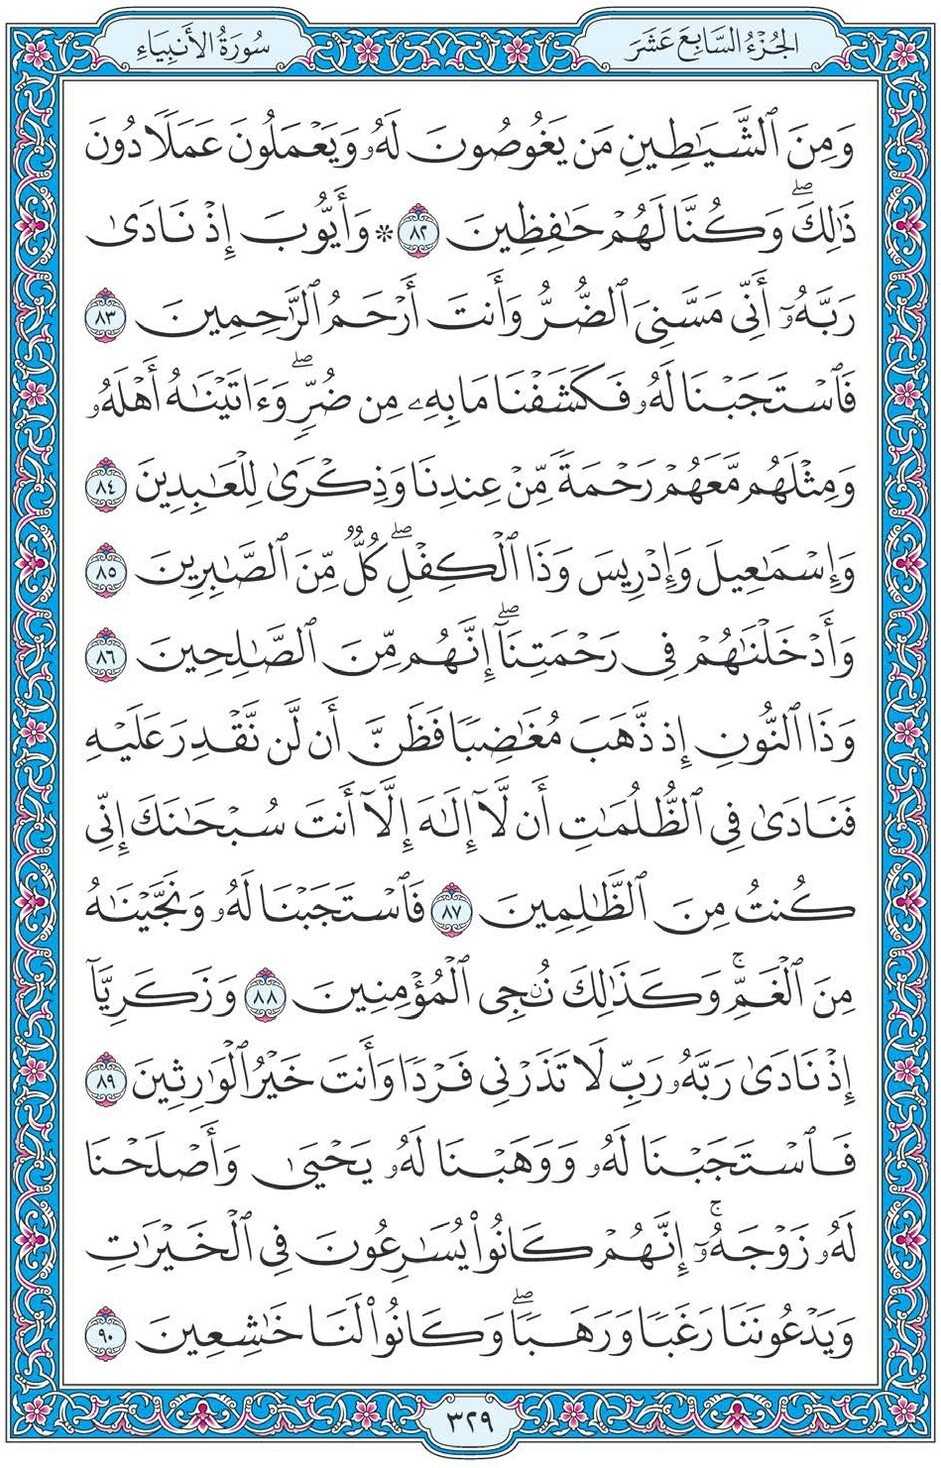 الجُزْءُ السَّابِعَ عَشَرَ
سُورَةُ الأَنبِيَاءِ
وَمِنَ ٱلشَّيَٰطِينِ مَن يَغُوصُونَ لَهُۥ وَيَعْمَلُونَ عَمَلًا دُونَ
ذَٰلِكَۖ وَكُنَّا لَهُمْ حَٰفِظِينَ ٨٢ * وَأَيُّوبَ إِذْ نَادَىٰ
رَبَّهُۥٓ أَنِّي مَسَّنِيَ ٱلضُّرُّ وَأَنتَ أَرْحَمُ ٱلرَّٰحِمِينَ ٨٣
فَٱسْتَجَبْنَا لَهُۥ فَكَشَفْنَا مَا بِهِۦ مِن ضُرٍّۖ وَءَاتَيْنَٰهُ أَهْلَهُۥ
وَمِثْلَهُم مَّعَهُمْ رَحْمَةً مِّنْ عِندِنَا وَذِكْرَىٰ لِلْعَٰبِدِينَ ٨٤
وَإِسْمَٰعِيلَ وَإِدْرِيسَ وَذَا ٱلْكِفْلِۖ كُلٌّ مِّنَ ٱلصَّٰبِرِينَ ٨٥
وَأَدْخَلْنَٰهُمْ فِي رَحْمَتِنَآۖ إِنَّهُم مِّنَ ٱلصَّٰلِحِينَ ٨٦
وَذَا ٱلنُّونِ إِذ ذَّهَبَ مُغَٰضِبًا فَظَنَّ أَن لَّن نَّقْدِرَ عَلَيْهِ
فَنَادَىٰ فِي ٱلظُّلُمَٰتِ أَن لَّآ إِلَٰهَ إِلَّآ أَنتَ سُبْحَٰنَكَ إِنِّي
كُنتُ مِنَ ٱلظَّٰلِمِينَ ٨٧ فَٱسْتَجَبْنَا لَهُۥ وَنَجَّيْنَٰهُ
مِنَ ٱلْغَمِّۚ وَكَذَٰلِكَ نُۨجِي ٱلْمُؤْمِنِينَ ٨٨ وَزَكَرِيَّآ
إِذْ نَادَىٰ رَبَّهُۥ رَبِّ لَا تَذَرْنِي فَرْدًا وَأَنتَ خَيْرُ ٱلْوَٰرِثِينَ ٨٩
فَٱسْتَجَبْنَا لَهُۥ وَوَهَبْنَا لَهُۥ يَحْيَىٰ وَأَصْلَحْنَا
لَهُۥ زَوْجَهُۥٓۚ إِنَّهُمْ كَانُوا۟ يُسَٰرِعُونَ فِي ٱلْخَيْرَٰتِ
وَيَدْعُونَنَا رَغَبًا وَرَهَبًاۖ وَكَانُوا۟ لَنَا خَٰشِعِينَ ٩٠
٣٢٩